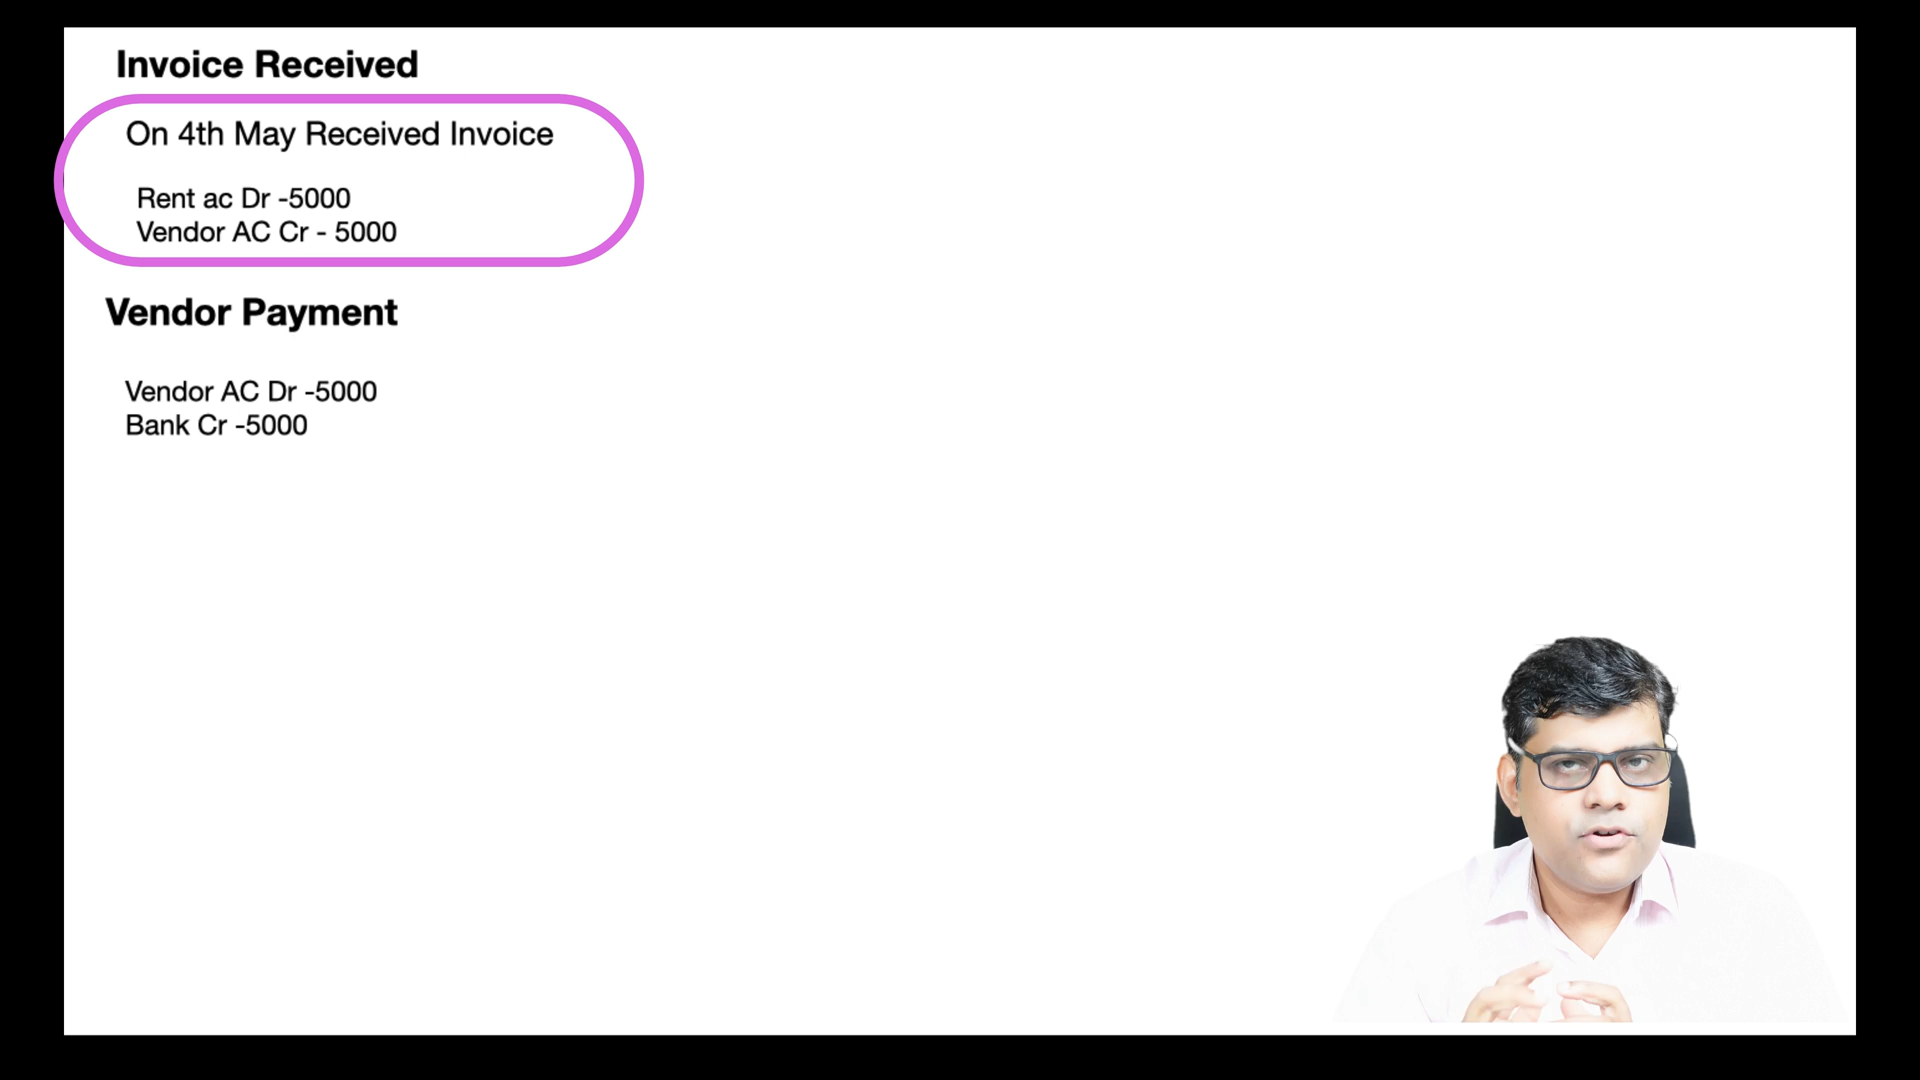 Invoice Received
On 4th May Received Invoice
Rent ac Dr -5000
Vendor AC Cr - 5000
Vendor Payment
Vendor AC Dr -5000
Bank Cr -5000